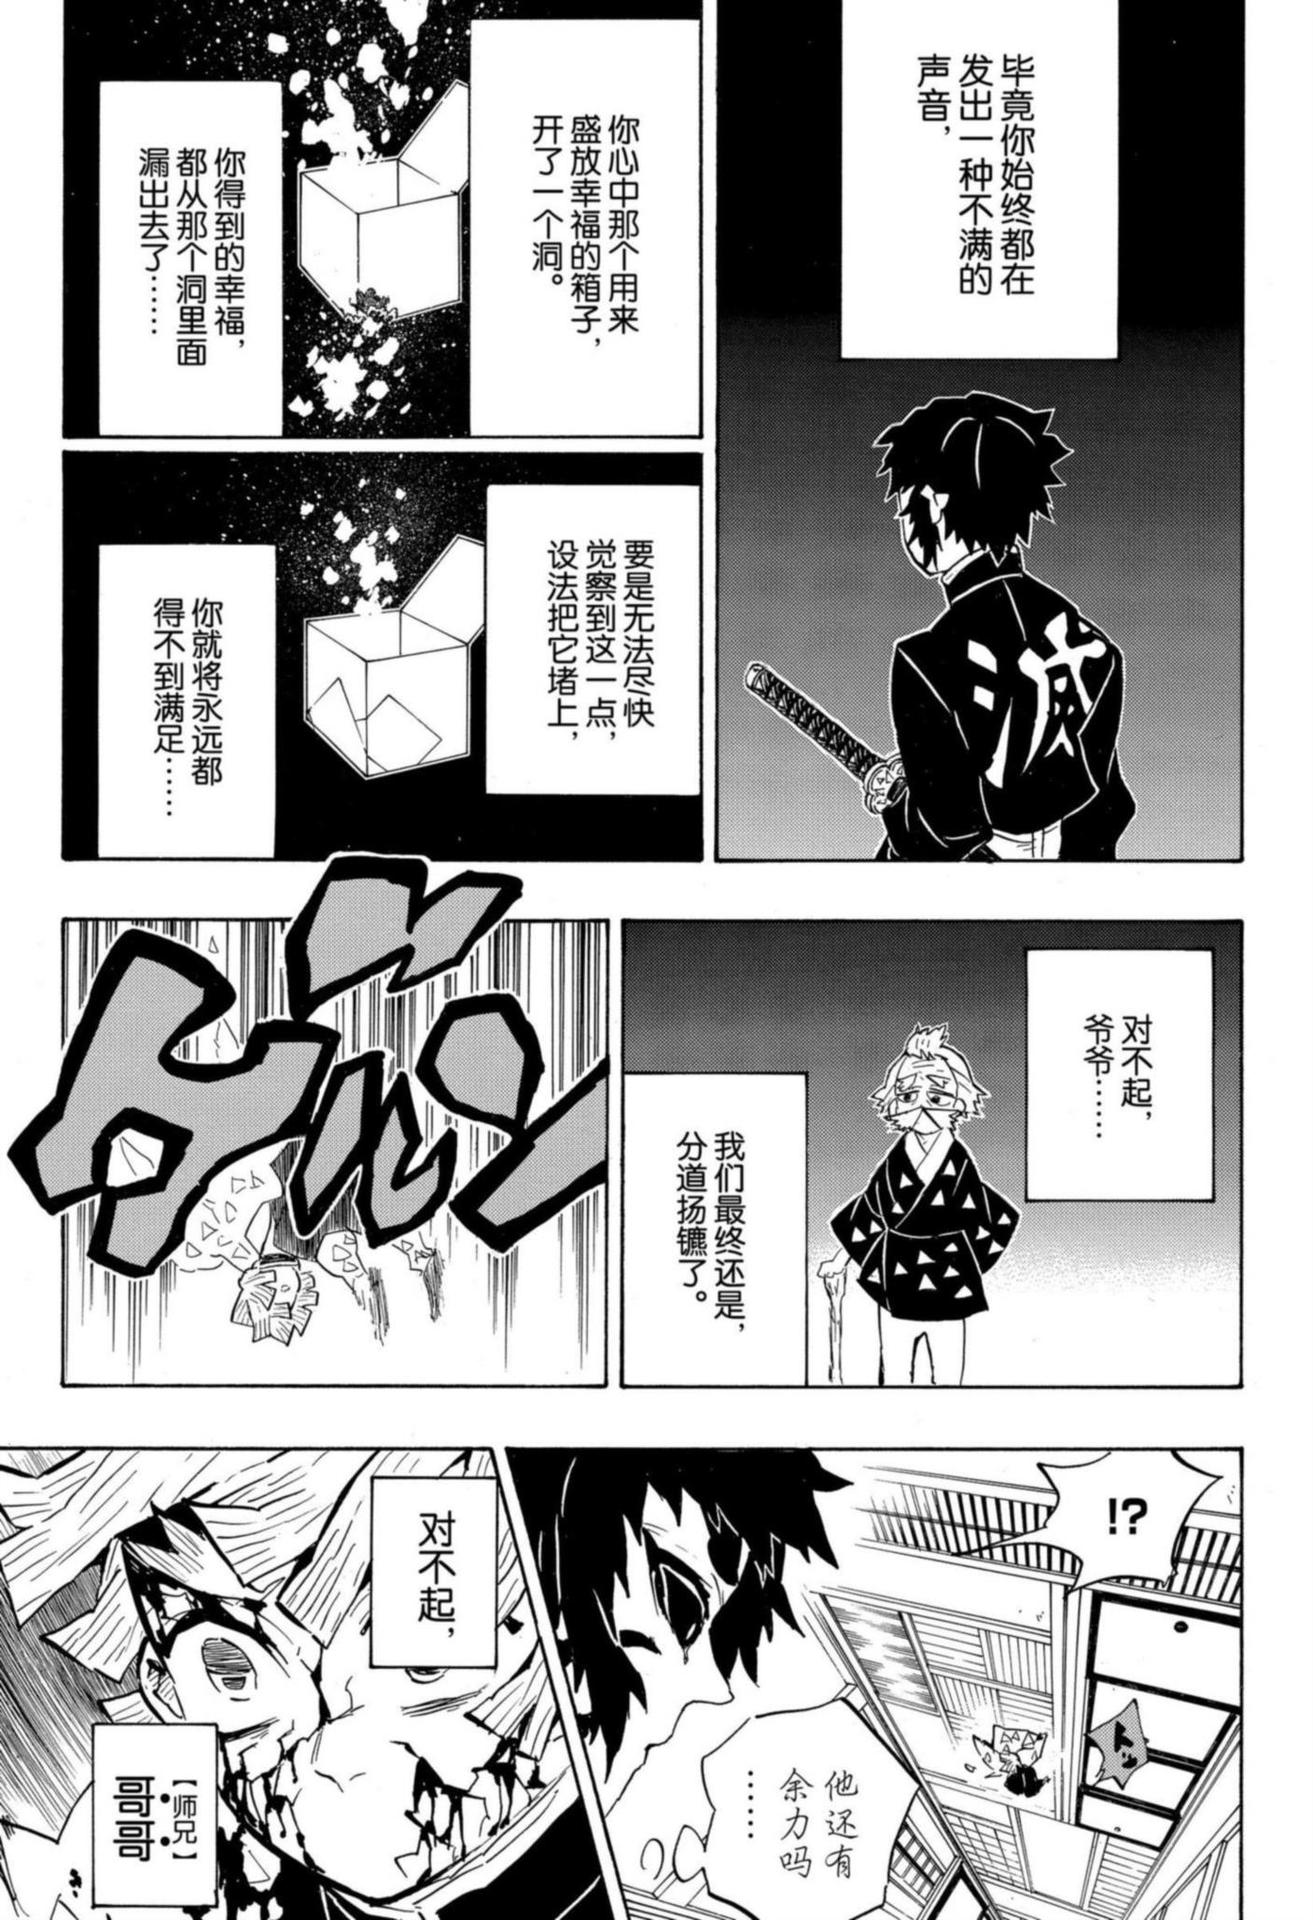 毕竟你始终都在
发出一种不满的
声音，
滅
你心中那个用来
盛放幸福的箱子，
开了一个洞。
你得到的幸福，
都从那个洞里面
漏出去了……
要是无法尽快
觉察到这一点，
设法把它堵上，
你就将永远都
得不到满足……
对不起，
爷爷……
我们最终还是，
分道扬镳了。
!?
トッ
他还有
余力吗
……
对不起，
【师兄】
哥哥